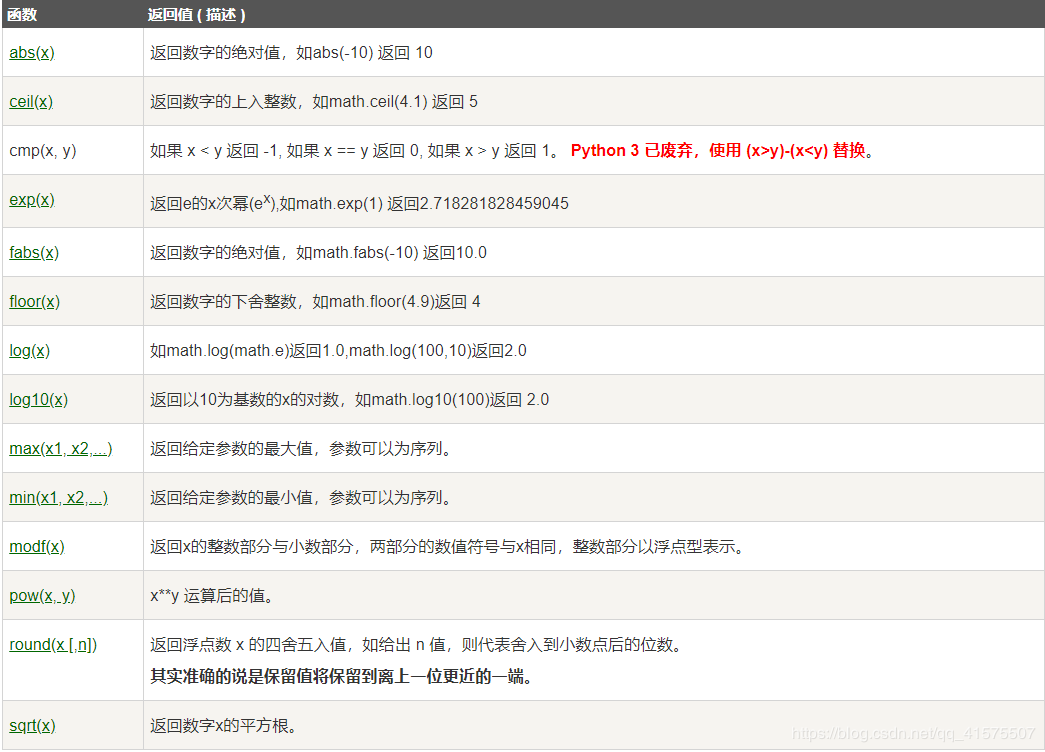 函数 返回值 ( 描述 )
abs(x) 返回数字的绝对值，如abs(-10) 返回 10
ceil(x) 返回数字的上入整数，如math.ceil(4.1) 返回 5
cmp(x, y) 如果 x < y 返回 -1, 如果 x == y 返回 0, 如果 x > y 返回 1。 Python 3 已废弃，使用 (x>y)-(x<y) 替换。
exp(x) 返回e的x次幂(eˣ),如math.exp(1) 返回2.718281828459045
fabs(x) 返回数字的绝对值，如math.fabs(-10) 返回10.0
floor(x) 返回数字的下舍整数，如math.floor(4.9)返回 4
log(x) 如math.log(math.e)返回1.0,math.log(100,10)返回2.0
log10(x) 返回以10为基数的x的对数，如math.log10(100)返回 2.0
max(x1, x2,...) 返回给定参数的最大值，参数可以为序列。
min(x1, x2,...) 返回给定参数的最小值，参数可以为序列。
modf(x) 返回x的整数部分与小数部分，两部分的数值符号与x相同，整数部分以浮点型表示。
pow(x, y) x**y 运算后的值。
round(x [,n]) 返回浮点数 x 的四舍五入值，如给出 n 值，则代表舍入到小数点后的位数。
其实准确的说是保留值将保留到离上一位更近的一端。
sqrt(x) 返回数字x的平方根。
https://blog.csdn.net/qq_41575507